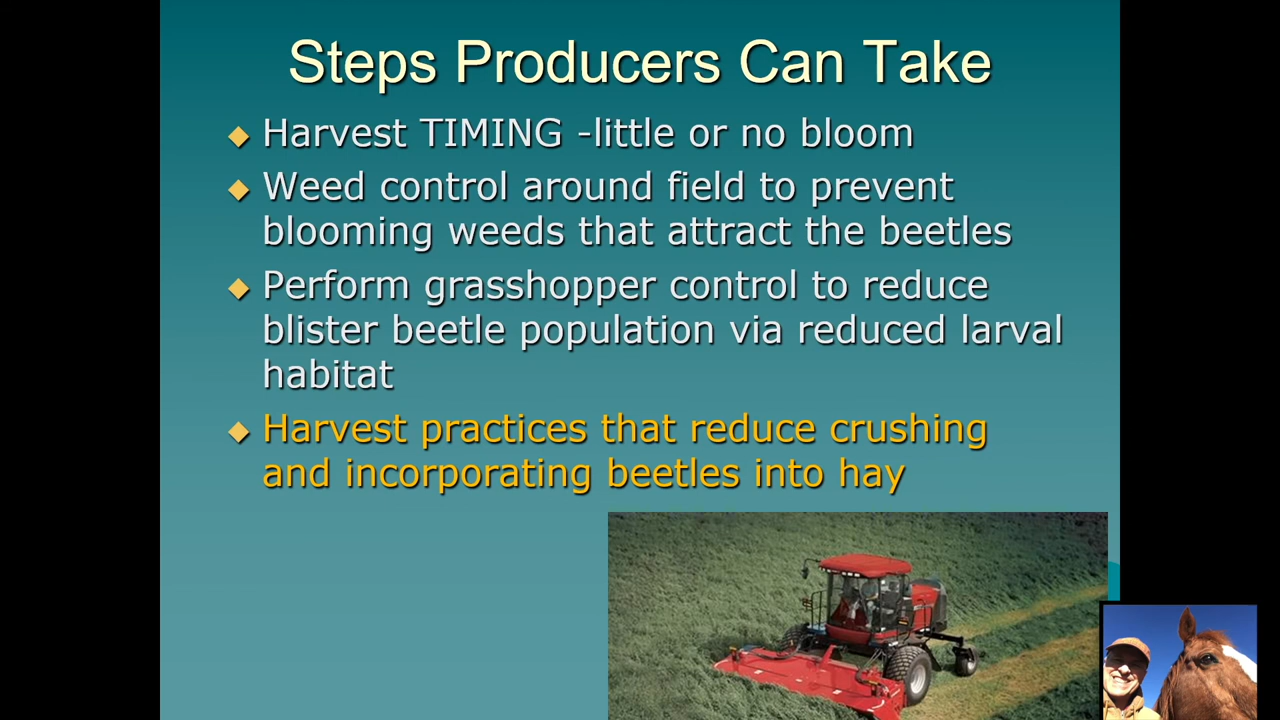 Steps Producers Can Take
Harvest TIMING -little or no bloom
Weed control around field to prevent
blooming weeds that attract the beetles
Perform grasshopper control to reduce
blister beetle population via reduced larval
habitat
Harvest practices that reduce crushing
and incorporating beetles into hay